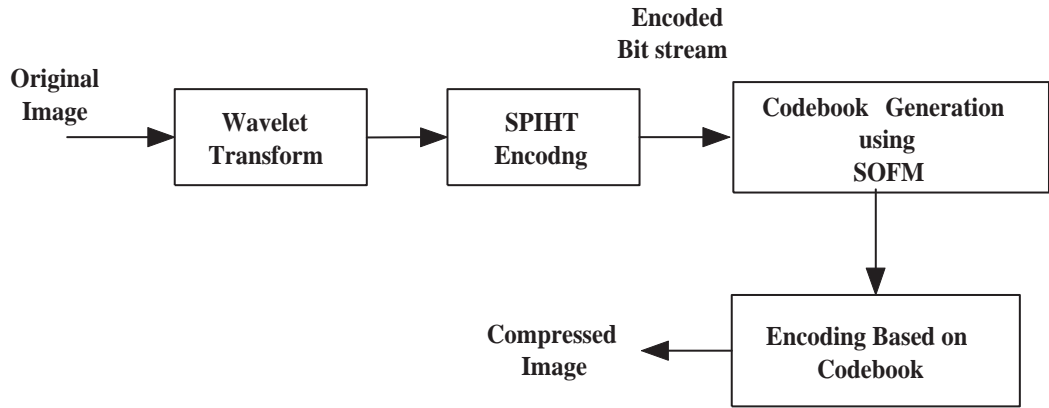 Original
Image
Wavelet
Transform
SPIHT
Encodng
Encoded
Bit stream
Codebook Generation
using
SOFM
Encoding Based on
Codebook
Compressed
Image